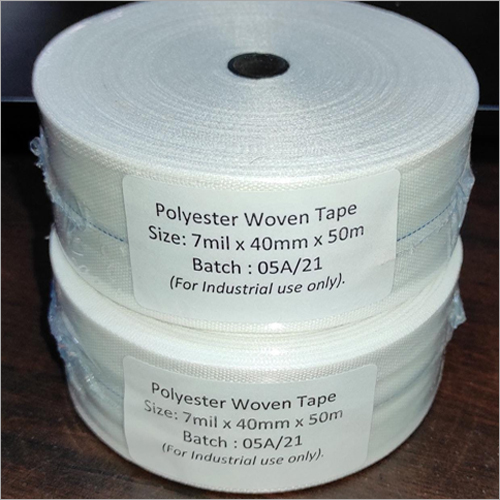 Polyester Woven Tape
Size: 7mil x 40mm x 50m
Batch : 05A/21
(For Industrial use only).
Polyester Woven Tape
Size: 7mil x 40mm x 50m
Batch : 05A/21
(For Industrial use only).